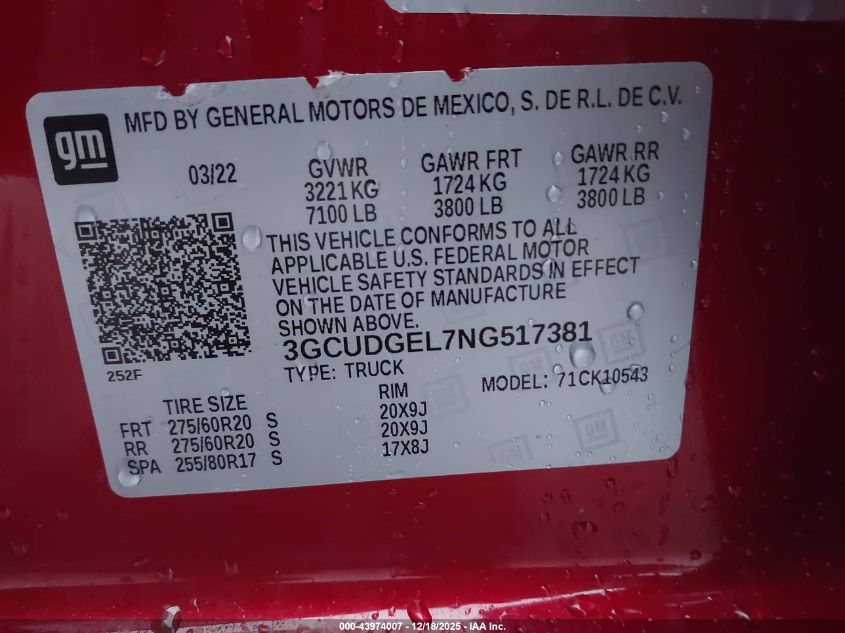 gm
MFD BY GENERAL MOTORS DE MEXICO, S. DE R.L. DE C.V.
03/22
GVWR GAWR FRT GAWR RR
3221 KG 1724 KG 1724 KG
7100 LB 3800 LB 3800 LB
THIS VEHICLE CONFORMS TO ALL
APPLICABLE U.S. FEDERAL MOTOR
VEHICLE SAFETY STANDARDS IN EFFECT
ON THE DATE OF MANUFACTURE
SHOWN ABOVE.
3GCUDGEL7NG517381
252F
TYPE: TRUCK
MODEL: 71CK10543
TIRE SIZE RIM
FRT 275/60R20 S 20X9J
RR 275/60R20 S 20X9J
SPA 255/80R17 S 17X8J
000-43974007 - 12/18/2025 - IAA Inc.